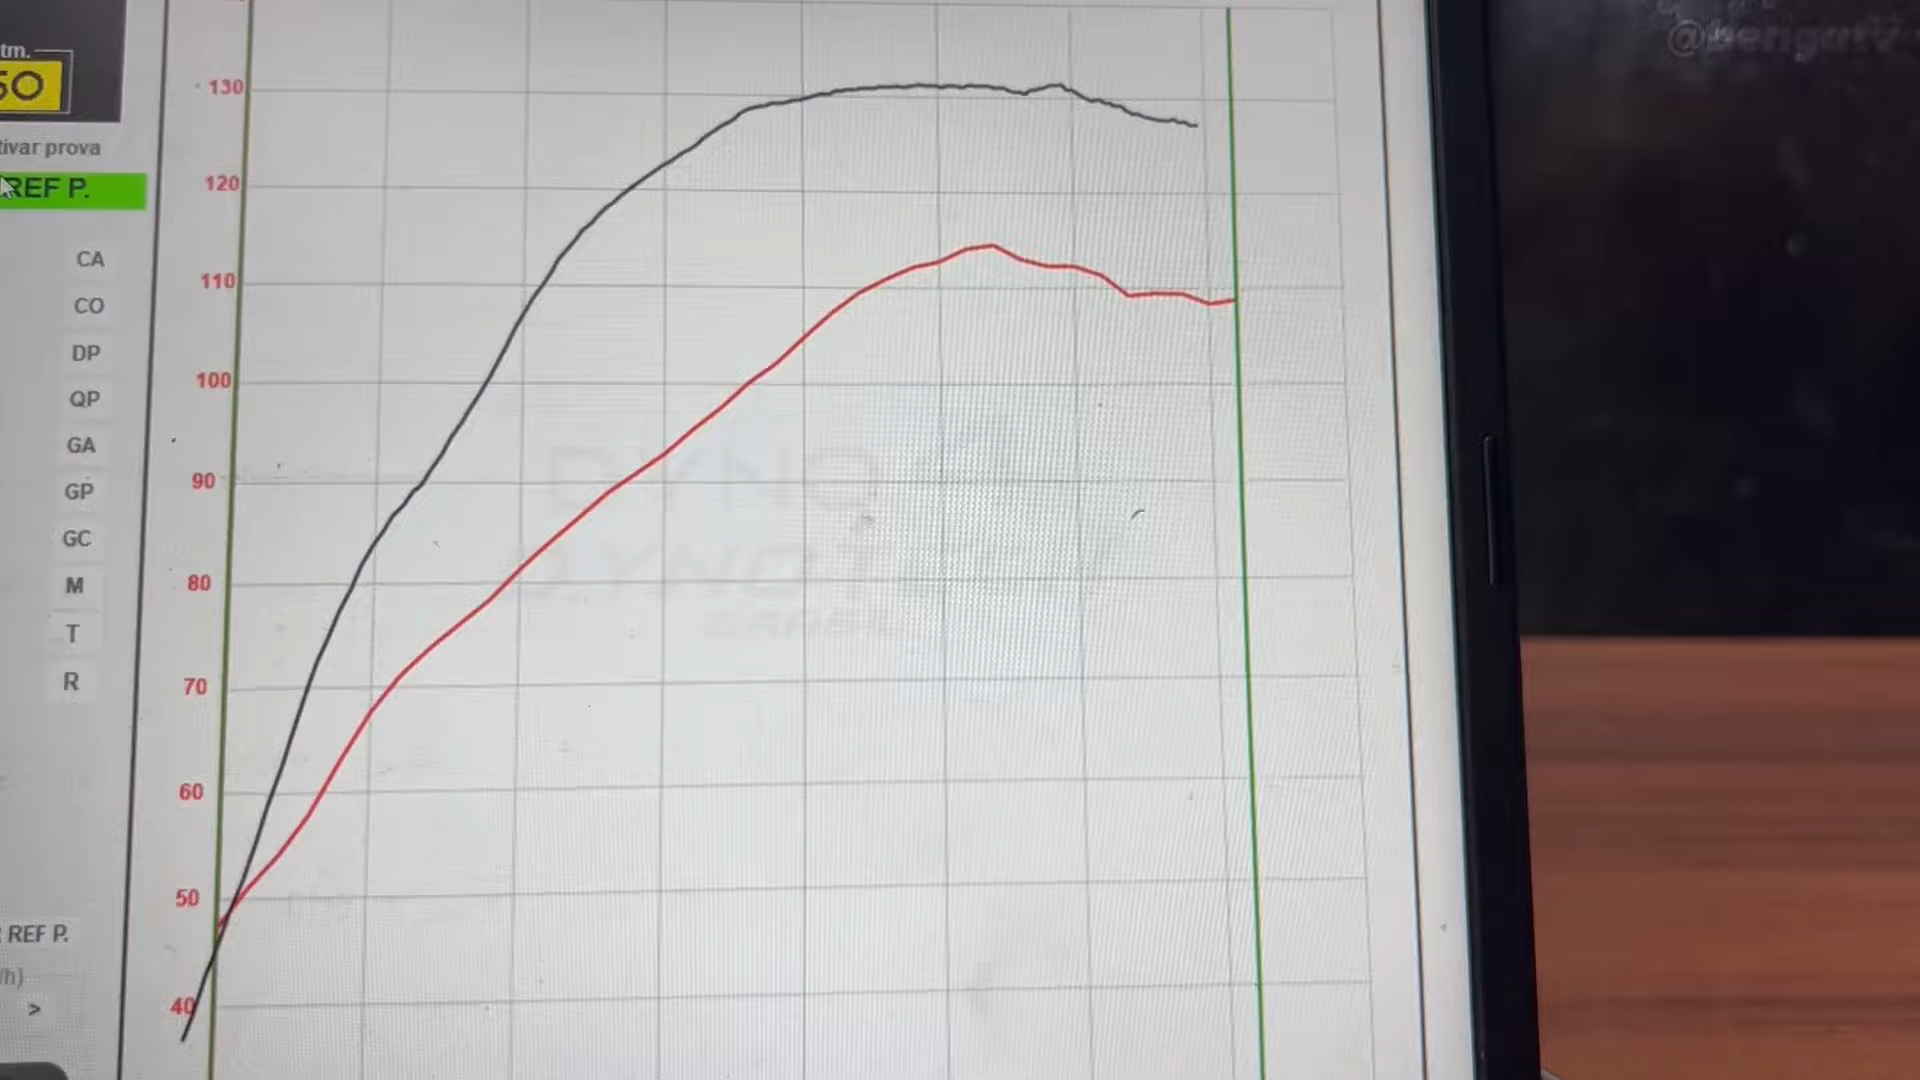 tm.
50
tivar prova
REF P.
CA
CO
DP
QP
GA
GP
GC
M
T
R
REF P.
/h)
>
130
120
110
100
90
80
70
60
50
40
DYNO